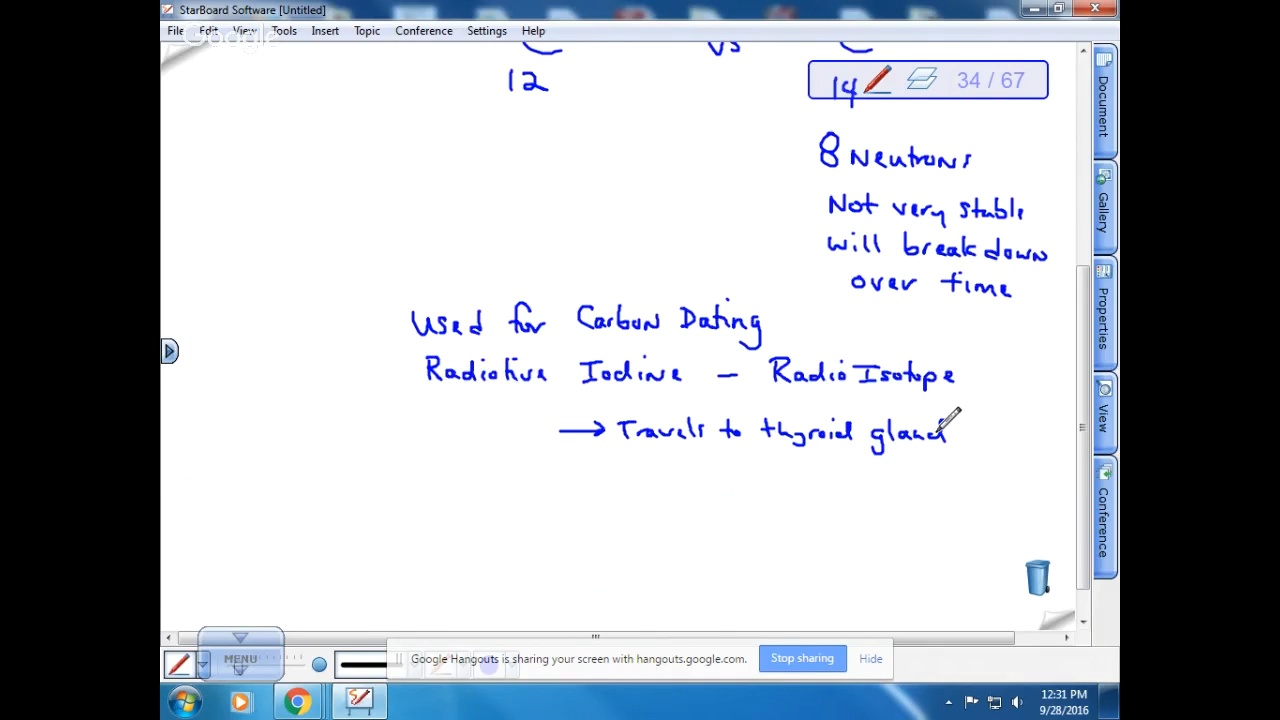 StarBoard Software [Untitled]
File Edit View Tools Insert Topic Conference Settings Help
Google
vs
12
14
34 / 67
8 Neutrons
Not very stable
will breakdown
over time
Used for Carbon Dating
Radiotive Iodine – Radio Isotope
→ Travels to thyroid gland
Document
Gallery
Properties
View
Conference
MENU
Google Hangouts is sharing your screen with hangouts.google.com.
Stop sharing
Hide
12:31 PM
9/28/2016